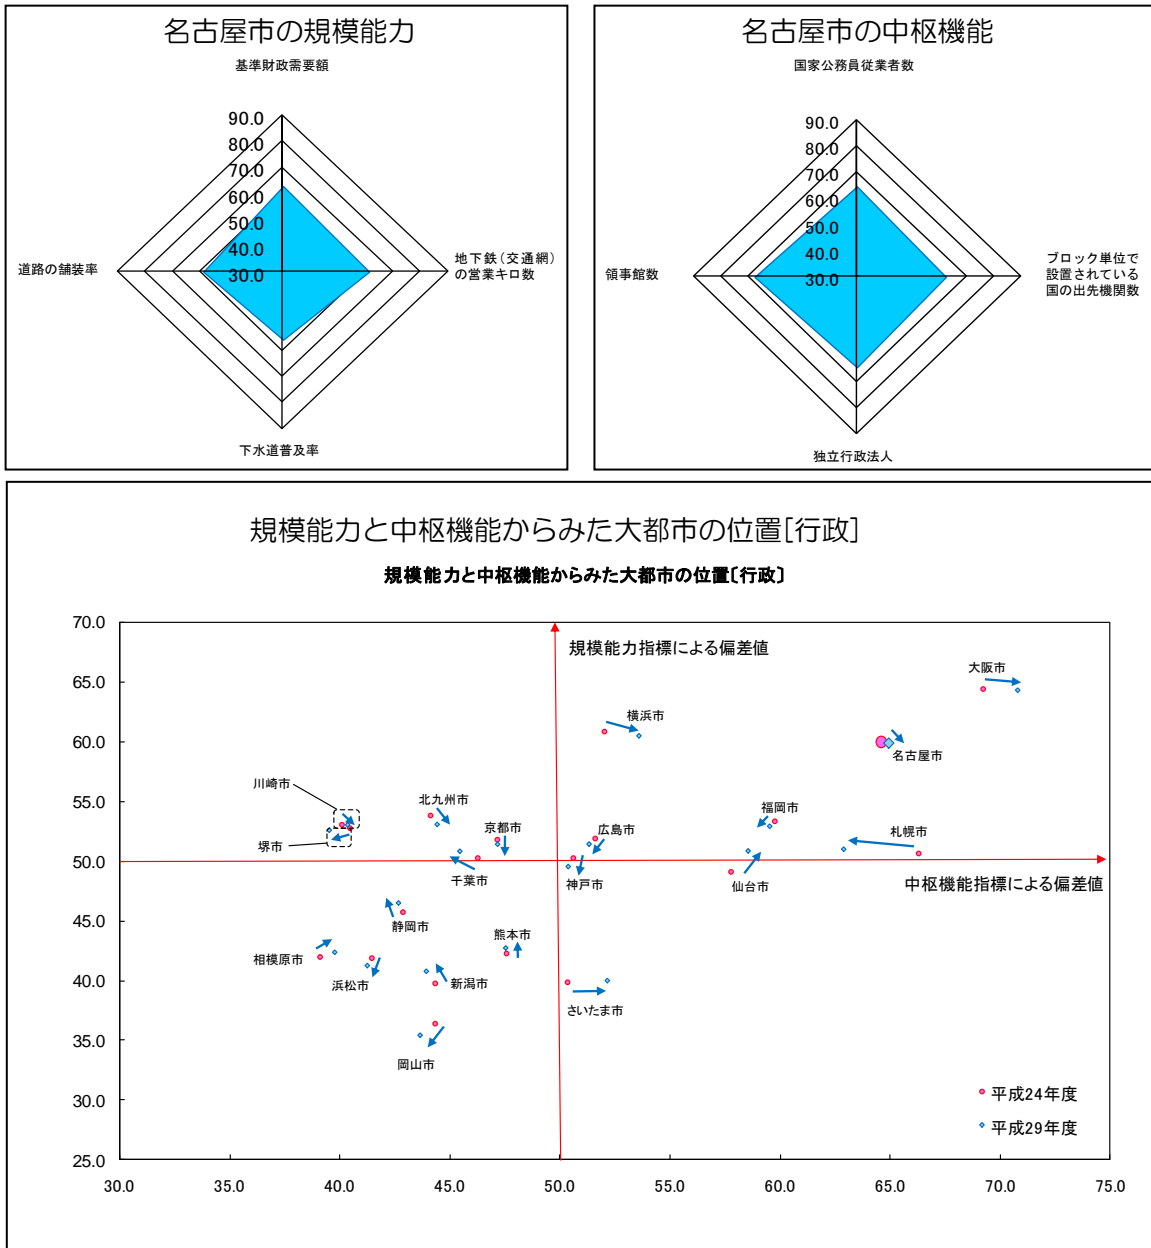 名古屋市の規模能力
基準財政需要額
90.0
80.0
70.0
60.0
50.0
40.0
30.0
道路の舗装率
地下鉄(交通網)
の営業キロ数
下水道普及率
名古屋市の中枢機能
国家公務員従業者数
90.0
80.0
70.0
60.0
50.0
40.0
30.0
領事館数
ブロック単位で
設置されている
国の出先機関数
独立行政法人
規模能力と中枢機能からみた大都市の位置[行政]
規模能力と中枢機能からみた大都市の位置〔行政〕
70.0
65.0
60.0
55.0
50.0
45.0
40.0
35.0
30.0
25.0
規模能力指標による偏差値
大阪市
横浜市
名古屋市
川崎市
北九州市
福岡市
京都市
広島市
札幌市
堺市
千葉市
神戸市
仙台市
中枢機能指標による偏差値
静岡市
熊本市
相模原市
浜松市
新潟市
さいたま市
岡山市
平成24年度
平成29年度
30.0
35.0
40.0
45.0
50.0
55.0
60.0
65.0
70.0
75.0